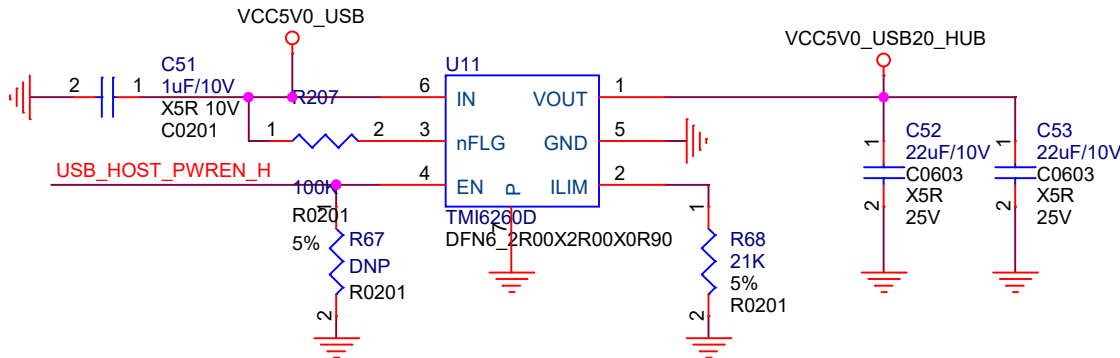 VCC5V0_USB
VCC5V0_USB20_HUB
C51
1uF/10V
X5R 10V
C0201
2
1
R207
1
2
100K
R0201
5%
USB_HOST_PWREN_H
U11
6
IN
VOUT
1
3
nFLG
GND
5
4
EN
P
ILIM
2
7
TMI6260D
DFN6_2R00X2R00X0R90
1
R67
DNP
R0201
2
1
R68
21K
5%
R0201
2
1
C52
22uF/10V
C0603
X5R
25V
2
1
C53
22uF/10V
C0603
X5R
25V
2